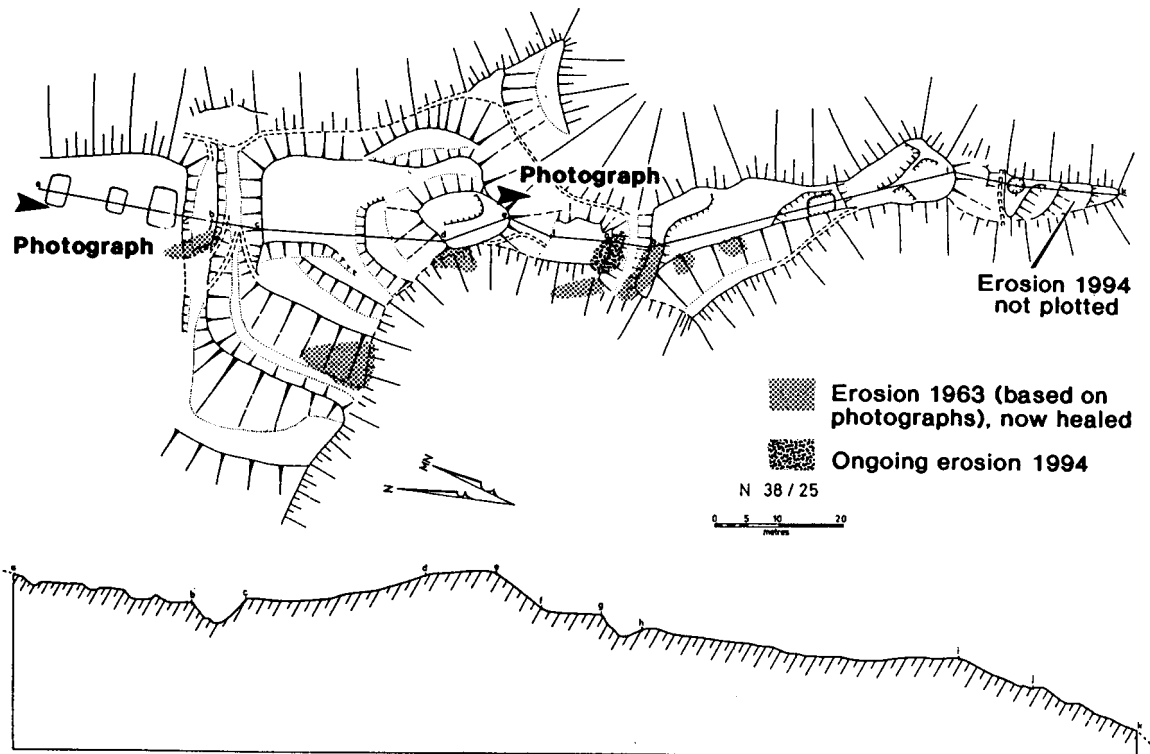 Photograph
Photograph
Erosion 1994
not plotted
Erosion 1963 (based on
photographs), now healed
Ongoing erosion 1994
MN
N
N 38 / 25
0 5 10 20
metres
a
b
c
d
e
f
g
h
i
j
k